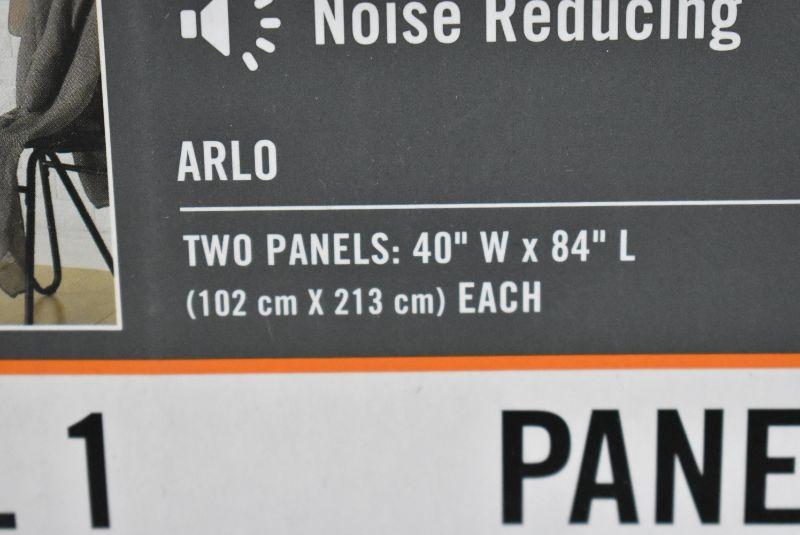 Noise Reducing
ARLO
TWO PANELS: 40" W x 84" L
(102 cm X 213 cm) EACH
1 PANE